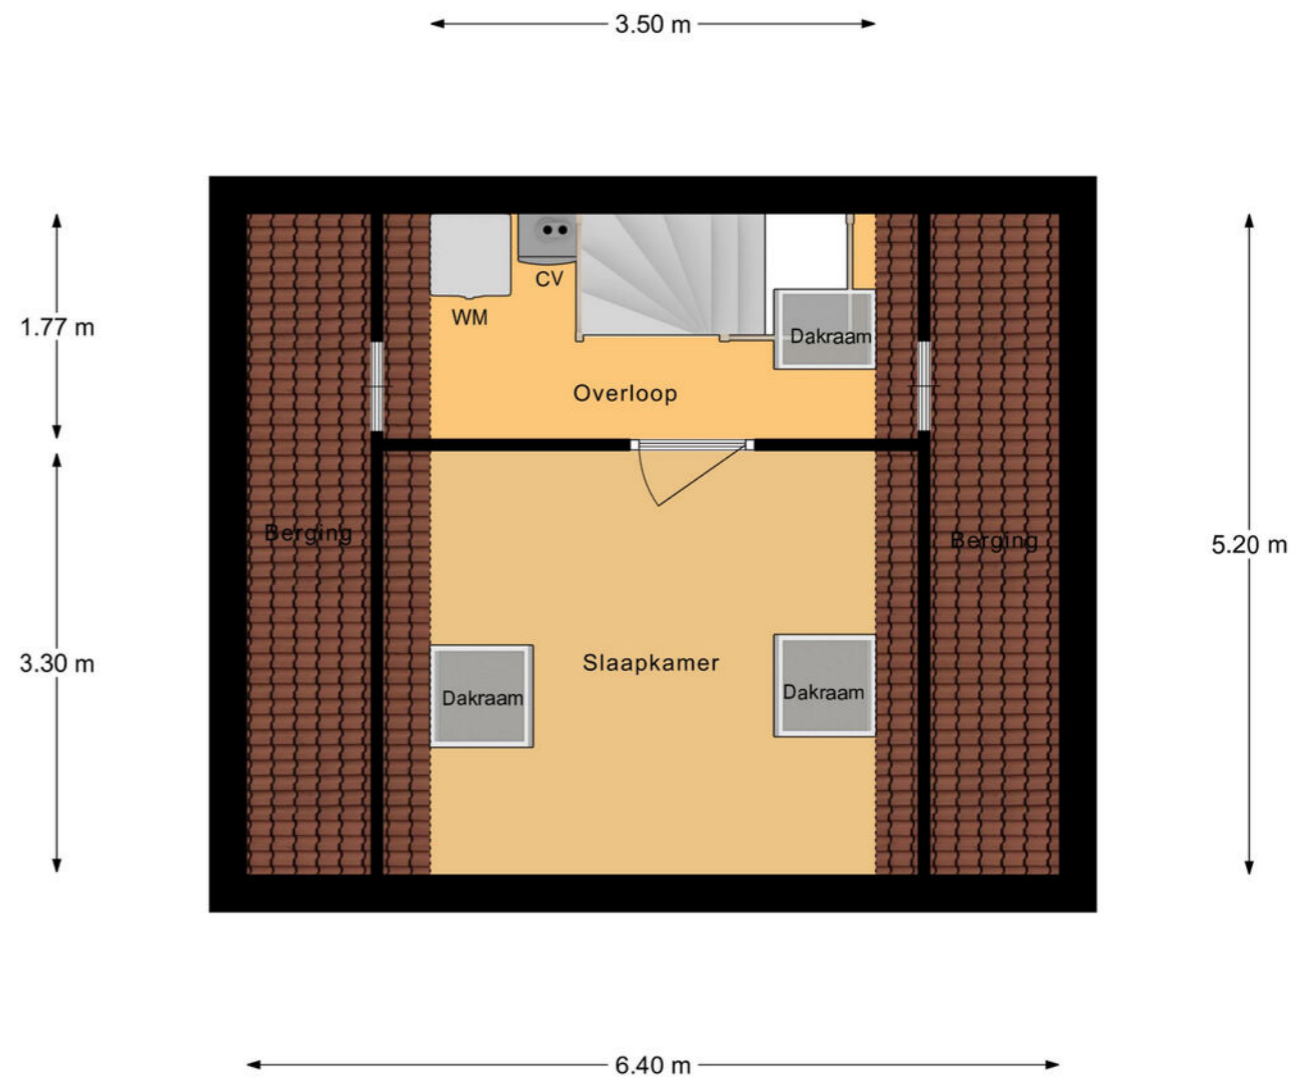 3.50 m
CV
WM
1.77 m
Dakraam
Overloop
Berging
Berging
5.20 m
3.30 m
Slaapkamer
Dakraam
Dakraam
6.40 m